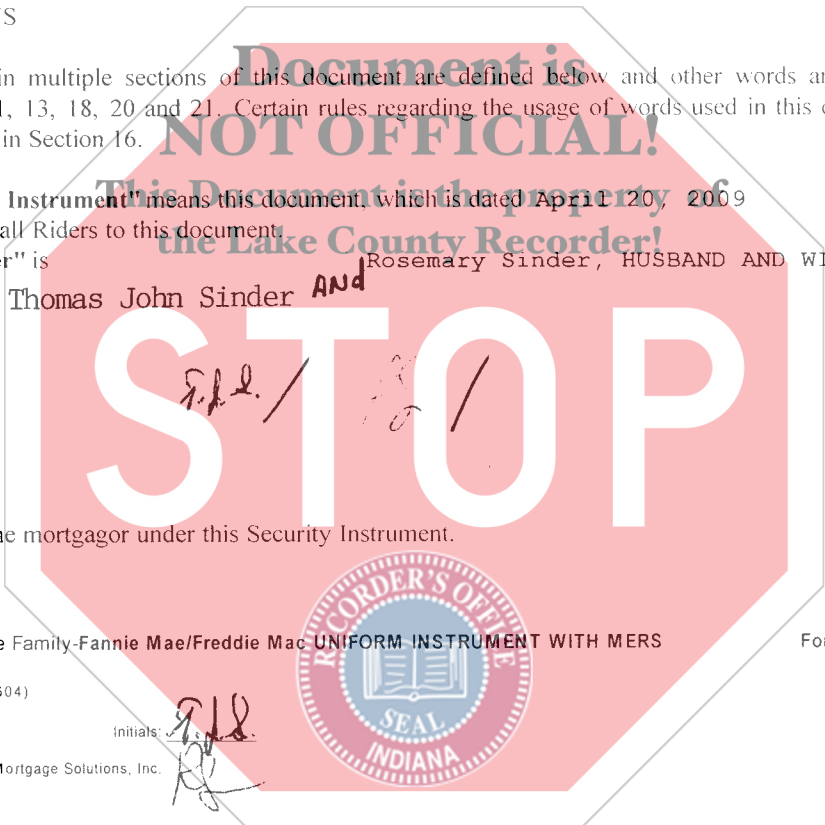 S
Document is
in multiple sections of this document are defined below and other words
1, 13, 18, 20 and 21. Certain rules regarding the usage of words used in this
NOT OFFICIAL!
in Section 16.
This Document is the property of
Instrument" means this document, which is dated April 20, 2009
all Riders to this document.
the Lake County Recorder!
er" is Rosemary Sinder, HUSBAND AND WI
Thomas John Sinder AND
STOP
T.J.S. /
/
e mortgagor under this Security Instrument.
RECORDER'S OFFICE
e Family-Fannie Mae/Freddie Mac UNIFORM INSTRUMENT WITH MERS Fo
604)
SEAL
Initials: T.J.S.
INDIANA
Mortgage Solutions, Inc.
RS